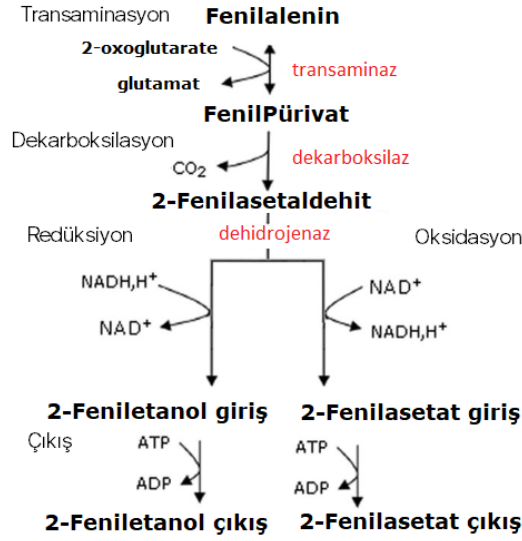 Transaminasyon
Fenilalenin
2-oxoglutarate
transaminaz
glutamat
FenilPürivat
Dekarboksilasyon
dekarboksilaz
CO₂
2-Fenilasetaldehit
Redüksiyon
dehidrojenaz
Oksidasyon
NADH,H⁺
NAD⁺
NAD⁺
NADH,H⁺
2-Feniletanol giriş
2-Fenilasetat giriş
Çıkış
ATP
ATP
ADP
ADP
2-Feniletanol çıkış
2-Fenilasetat çıkış